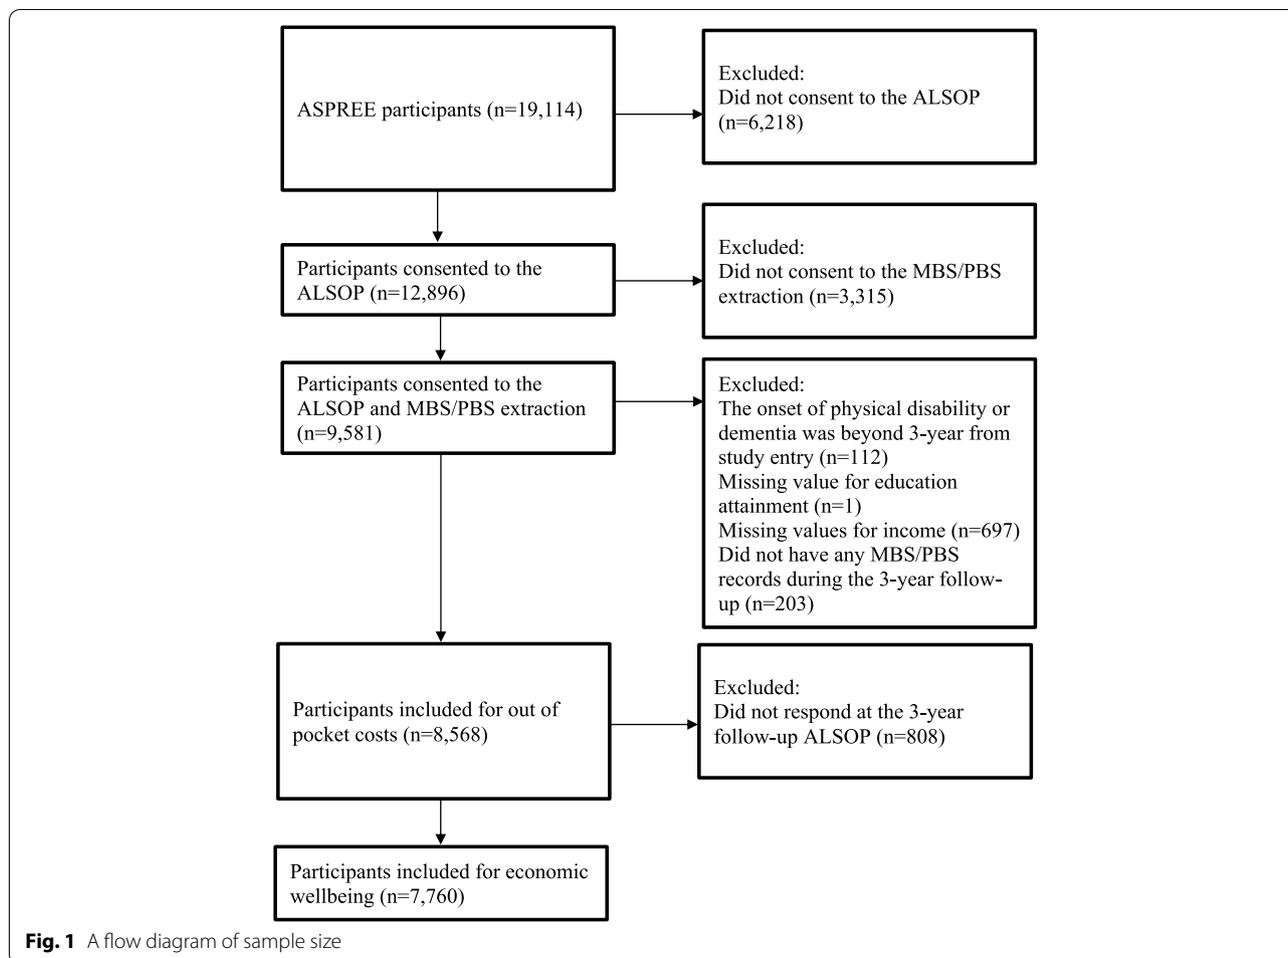 ASPREE participants (n=19,114)
Excluded:
Did not consent to the ALSOP
(n=6,218)
Participants consented to the
ALSOP (n=12,896)
Excluded:
Did not consent to the MBS/PBS
extraction (n=3,315)
Participants consented to the
ALSOP and MBS/PBS extraction
(n=9,581)
Excluded:
The onset of physical disability or
dementia was beyond 3-year from
study entry (n=112)
Missing value for education
attainment (n=1)
Missing values for income (n=697)
Did not have any MBS/PBS
records during the 3-year follow-
up (n=203)
Participants included for out of
pocket costs (n=8,568)
Excluded:
Did not respond at the 3-year
follow-up ALSOP (n=808)
Participants included for economic
wellbeing (n=7,760)
Fig. 1 A flow diagram of sample size